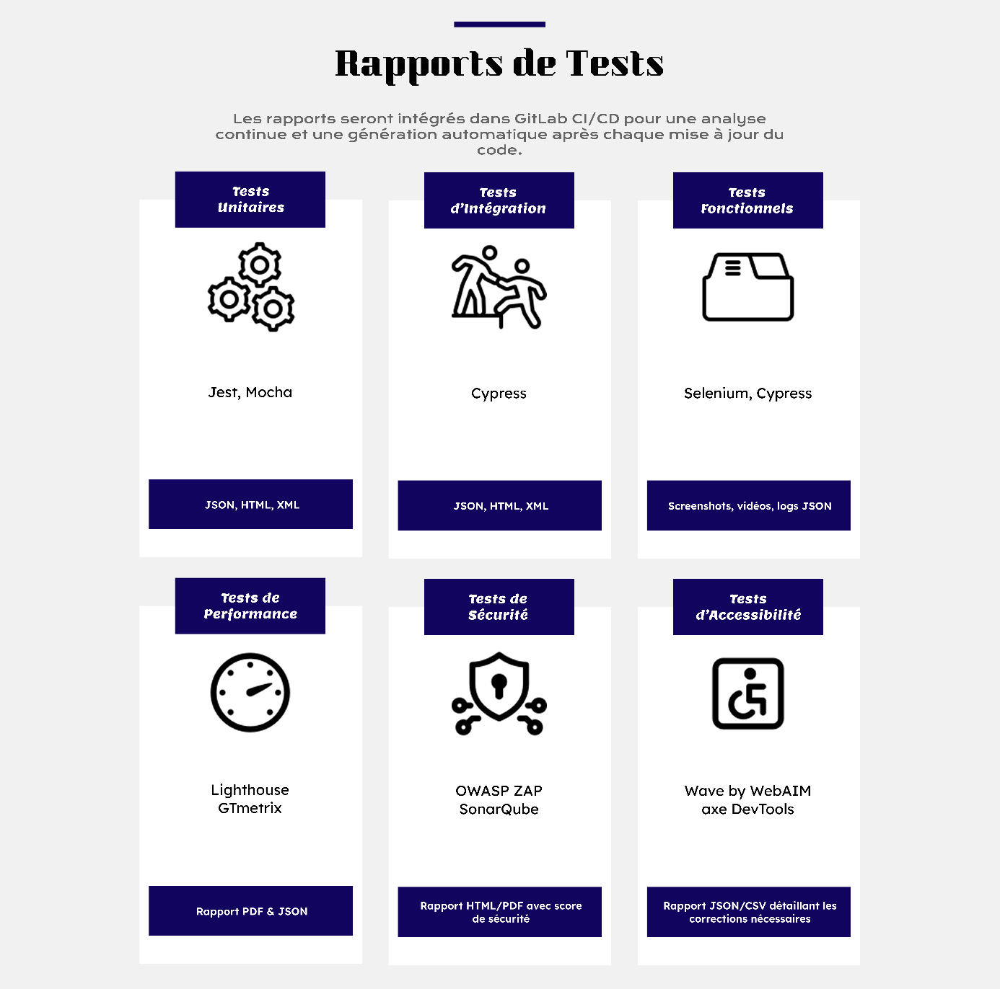 Rapports de Tests
Les rapports seront intégrés dans GitLab CI/CD pour une analyse
continue et une génération automatique après chaque mise à jour du
code.
Tests
Unitaires
Jest, Mocha
JSON, HTML, XML
Tests
d'Intégration
Cypress
JSON, HTML, XML
Tests
Fonctionnels
Selenium, Cypress
Screenshots, vidéos, logs JSON
Tests de
Performance
Lighthouse
GTmetrix
Rapport PDF & JSON
Tests de
Sécurité
OWASP ZAP
SonarQube
Rapport HTML/PDF avec score
de sécurité
Tests
d'Accessibilité
Wave by WebAIM
axe DevTools
Rapport JSON/CSV détaillant les
corrections nécessaires